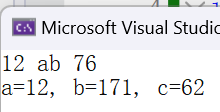 Microsoft Visual Studio
12 ab 76
a=12, b=171, c=62